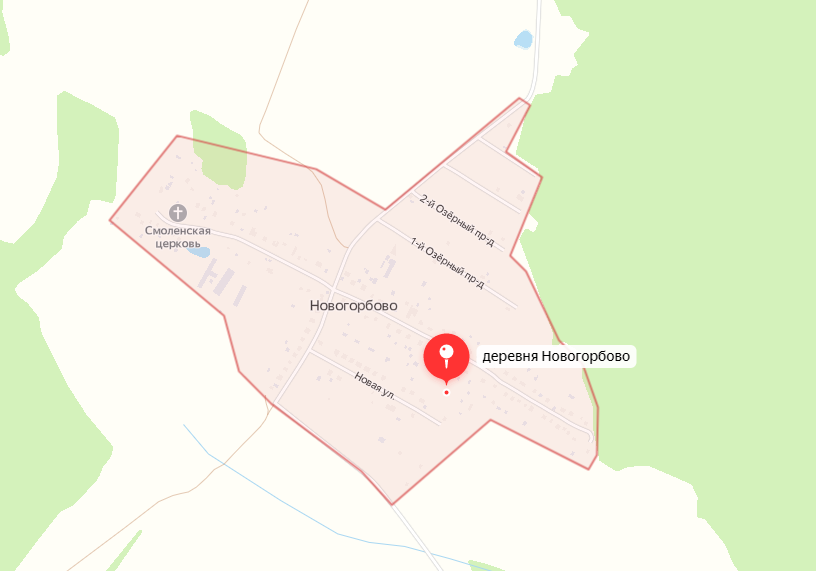 2-й Озёрный пр-д
Смоленская
церковь
1-й Озёрный пр-д
Новогорбово
деревня Новогорбово
Новая ул.